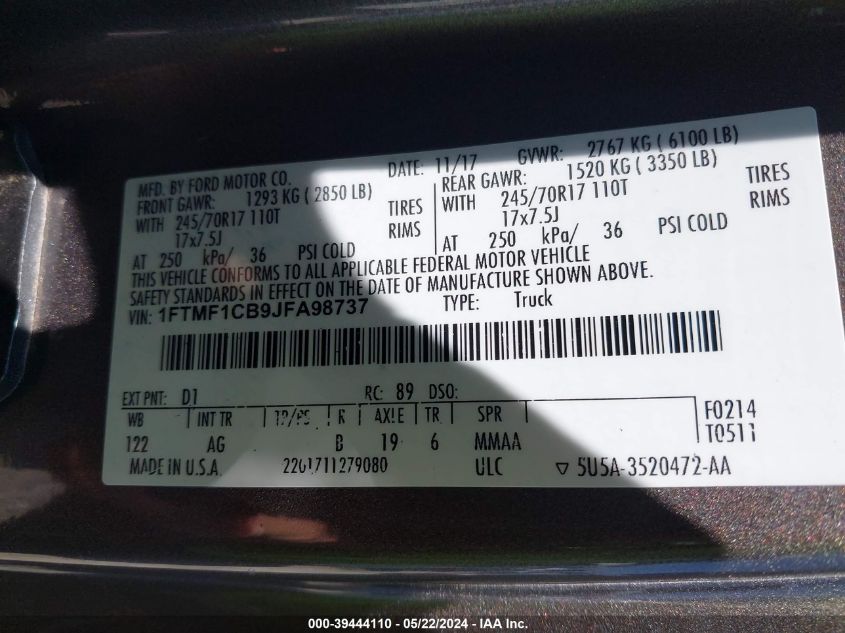 MFD. BY FORD MOTOR CO. DATE: 11/17 GVWR: 2767 KG ( 6100 LB)
FRONT GAWR: 1293 KG ( 2850 LB) REAR GAWR: 1520 KG ( 3350 LB)
WITH 245/70R17 110T TIRES WITH 245/70R17 110T TIRES
17x7.5J RIMS 17x7.5J RIMS
AT 250 kPa/ 36 PSI COLD AT 250 kPa/ 36 PSI COLD
THIS VEHICLE CONFORMS TO ALL APPLICABLE FEDERAL MOTOR VEHICLE
SAFETY STANDARDS IN EFFECT ON THE DATE OF MANUFACTURE SHOWN ABOVE.
VIN: 1FTMF1CB9JFA98737 TYPE: Truck
EXT PNT: D1 RC: 89 DSO:
WB INT TR TP/PS R AXLE TR SPR F0214
122 AG B 19 6 MMAA T0511
MADE IN U.S.A. 2201711279080 ULC 5U5A-3520472-AA
000-39444110 - 05/22/2024 - IAA Inc.